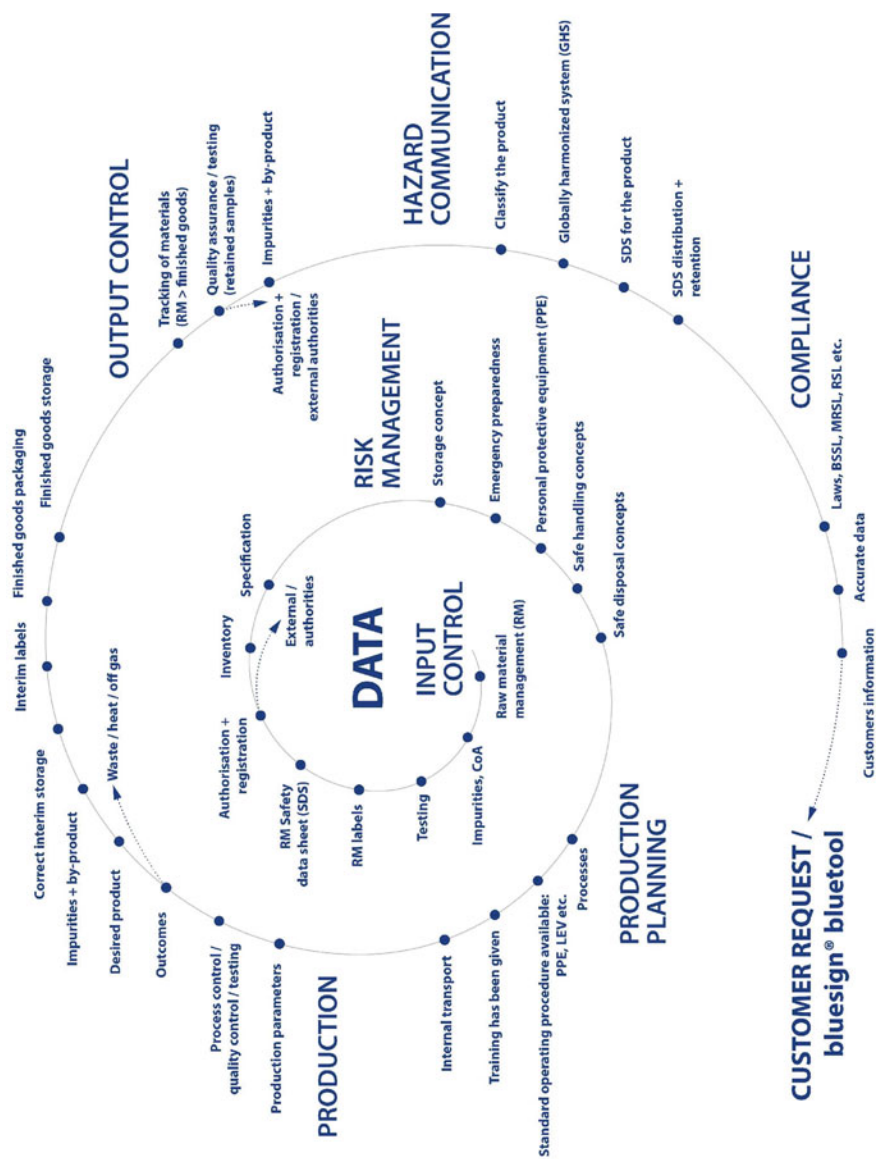 DATA
INPUT
CONTROL
Raw material
management (RM)
Impurities, CoA
Testing
RM labels
RM Safety
data sheet (SDS)
Authorisation +
registration
External /
authorities
Inventory
Specification
RISK
MANAGEMENT
Storage concept
Emergency preparedness
Personal protective equipment (PPE)
Safe handling concepts
Safe disposal concepts
PRODUCTION
PLANNING
Processes
Standard operating procedure available:
PPE, LEV etc.
Training has been given
Internal transport
PRODUCTION
Production parameters
Process control /
quality control / testing
Outcomes
Waste / heat / off gas
Desired product
Impurities + by-product
Correct interim storage
Interim labels
Finished goods packaging
Finished goods storage
OUTPUT CONTROL
Tracking of materials
(RM > finished goods)
Quality assurance / testing
(retained samples)
Authorisation +
registration /
external authorities
Impurities + by-product
HAZARD
COMMUNICATION
Classify the product
Globally harmonized system (GHS)
SDS for the product
SDS distribution +
retention
COMPLIANCE
Laws, BSSL, MRSL, RSL etc.
Accurate data
Customers information
CUSTOMER REQUEST /
bluesign® bluetool